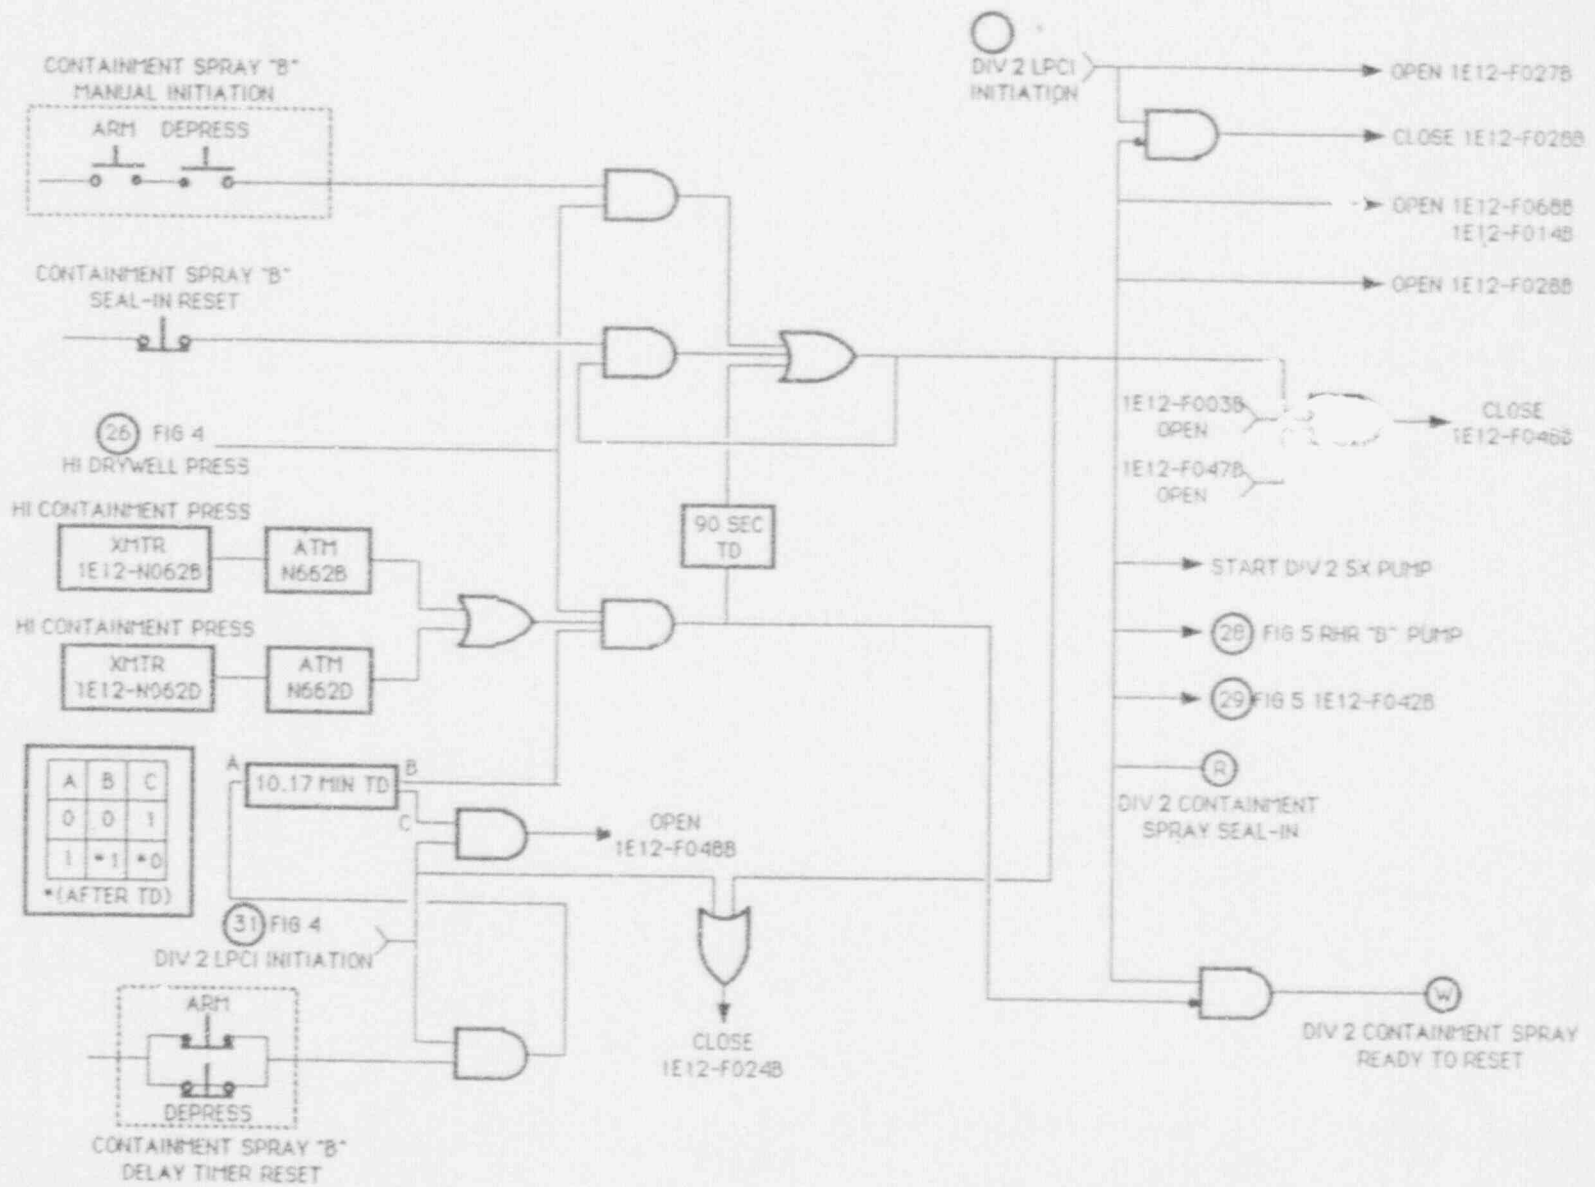 CONTAINMENT SPRAY "B"
MANUAL INITIATION
ARM DEPRESS
CONTAINMENT SPRAY "B"
SEAL-IN RESET
26 FIG 4
HI DRYWELL PRESS
HI CONTAINMENT PRESS
XMTR
1E12-N062B
ATM
N662B
HI CONTAINMENT PRESS
XMTR
1E12-N062D
ATM
N662D
90 SEC
TD
A B C
0 0 1
1 *1 *0
*(AFTER TD)
A
10.17 MIN TD
B
C
OPEN
1E12-F048B
31 FIG 4
DIV 2 LPCI INITIATION
ARM
DEPRESS
CONTAINMENT SPRAY "B"
DELAY TIMER RESET
CLOSE
1E12-F024B
DIV 2 LPCI
INITIATION
OPEN 1E12-F027B
CLOSE 1E12-F028B
OPEN 1E12-F068B
1E12-F014B
OPEN 1E12-F028B
1E12-F003B
OPEN
1E12-F047B
OPEN
CLOSE
1E12-F046B
START DIV 2 SX PUMP
28 FIG 5 RHR "B" PUMP
29 FIG 5 1E12-F042B
R
DIV 2 CONTAINMENT
SPRAY SEAL-IN
W
DIV 2 CONTAINMENT SPRAY
READY TO RESET